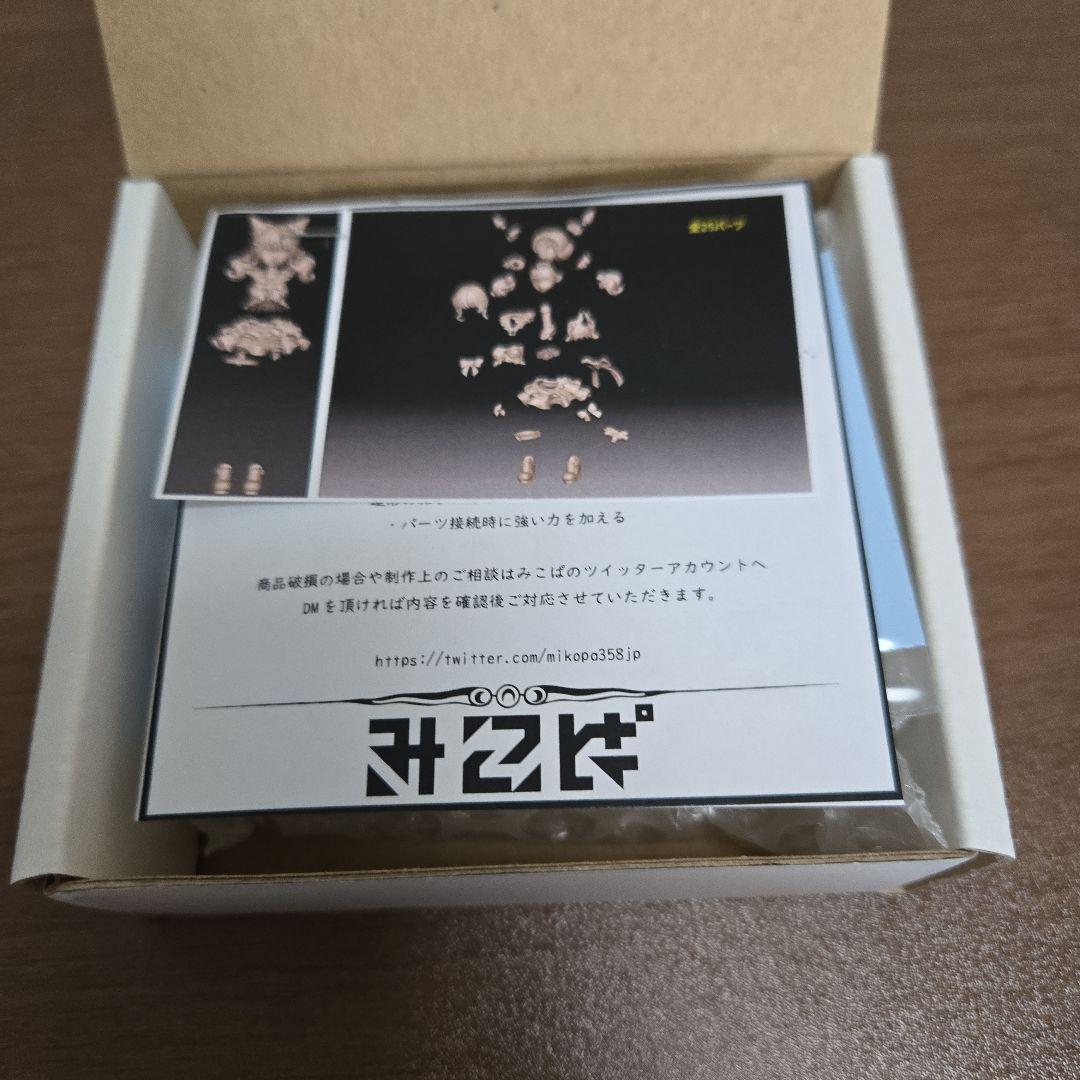 全25パーツ
・パーツ接続時に強い力を加える
商品破損の場合や制作上のご相談はみこぱのツイッターアカウントへ
DMを頂ければ内容を確認後ご対応させていただきます。
https://twitter.com/mikopa358jp
みこぱ